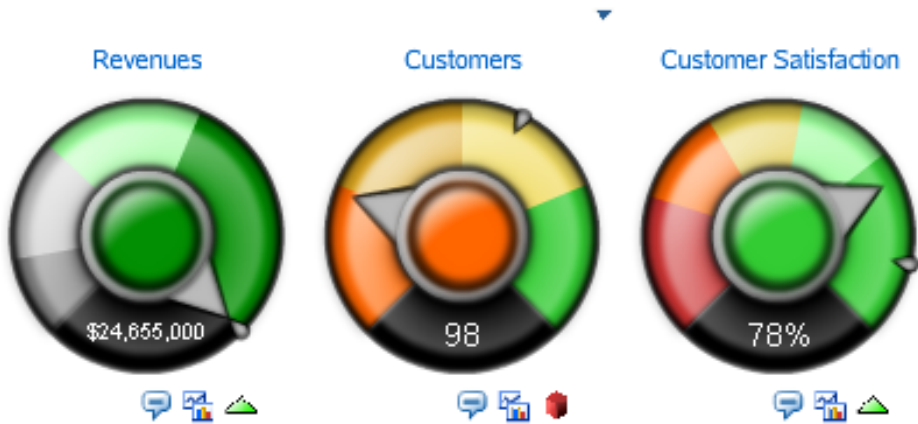 Revenues
Customers
Customer Satisfaction
$24,655,000
98
78%